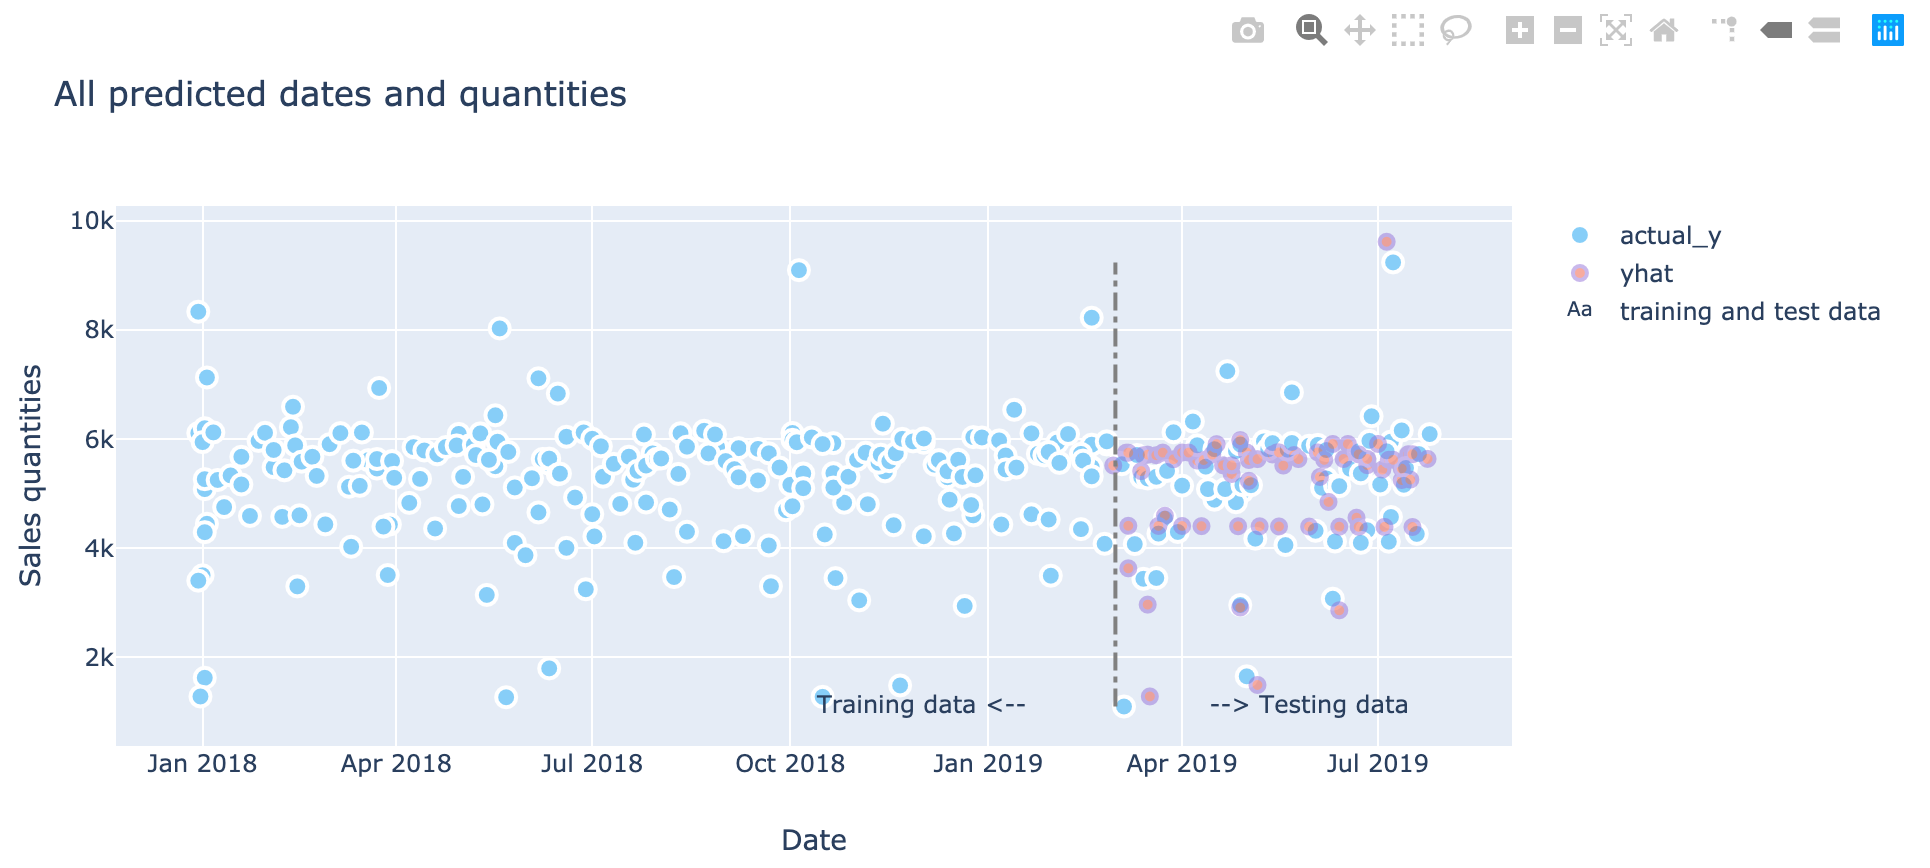 All predicted dates and quantities
10k
8k
6k
4k
2k
Sales quantities
Training data <--
--> Testing data
Jan 2018
Apr 2018
Jul 2018
Oct 2018
Jan 2019
Apr 2019
Jul 2019
Date
actual_y
yhat
Aa training and test data